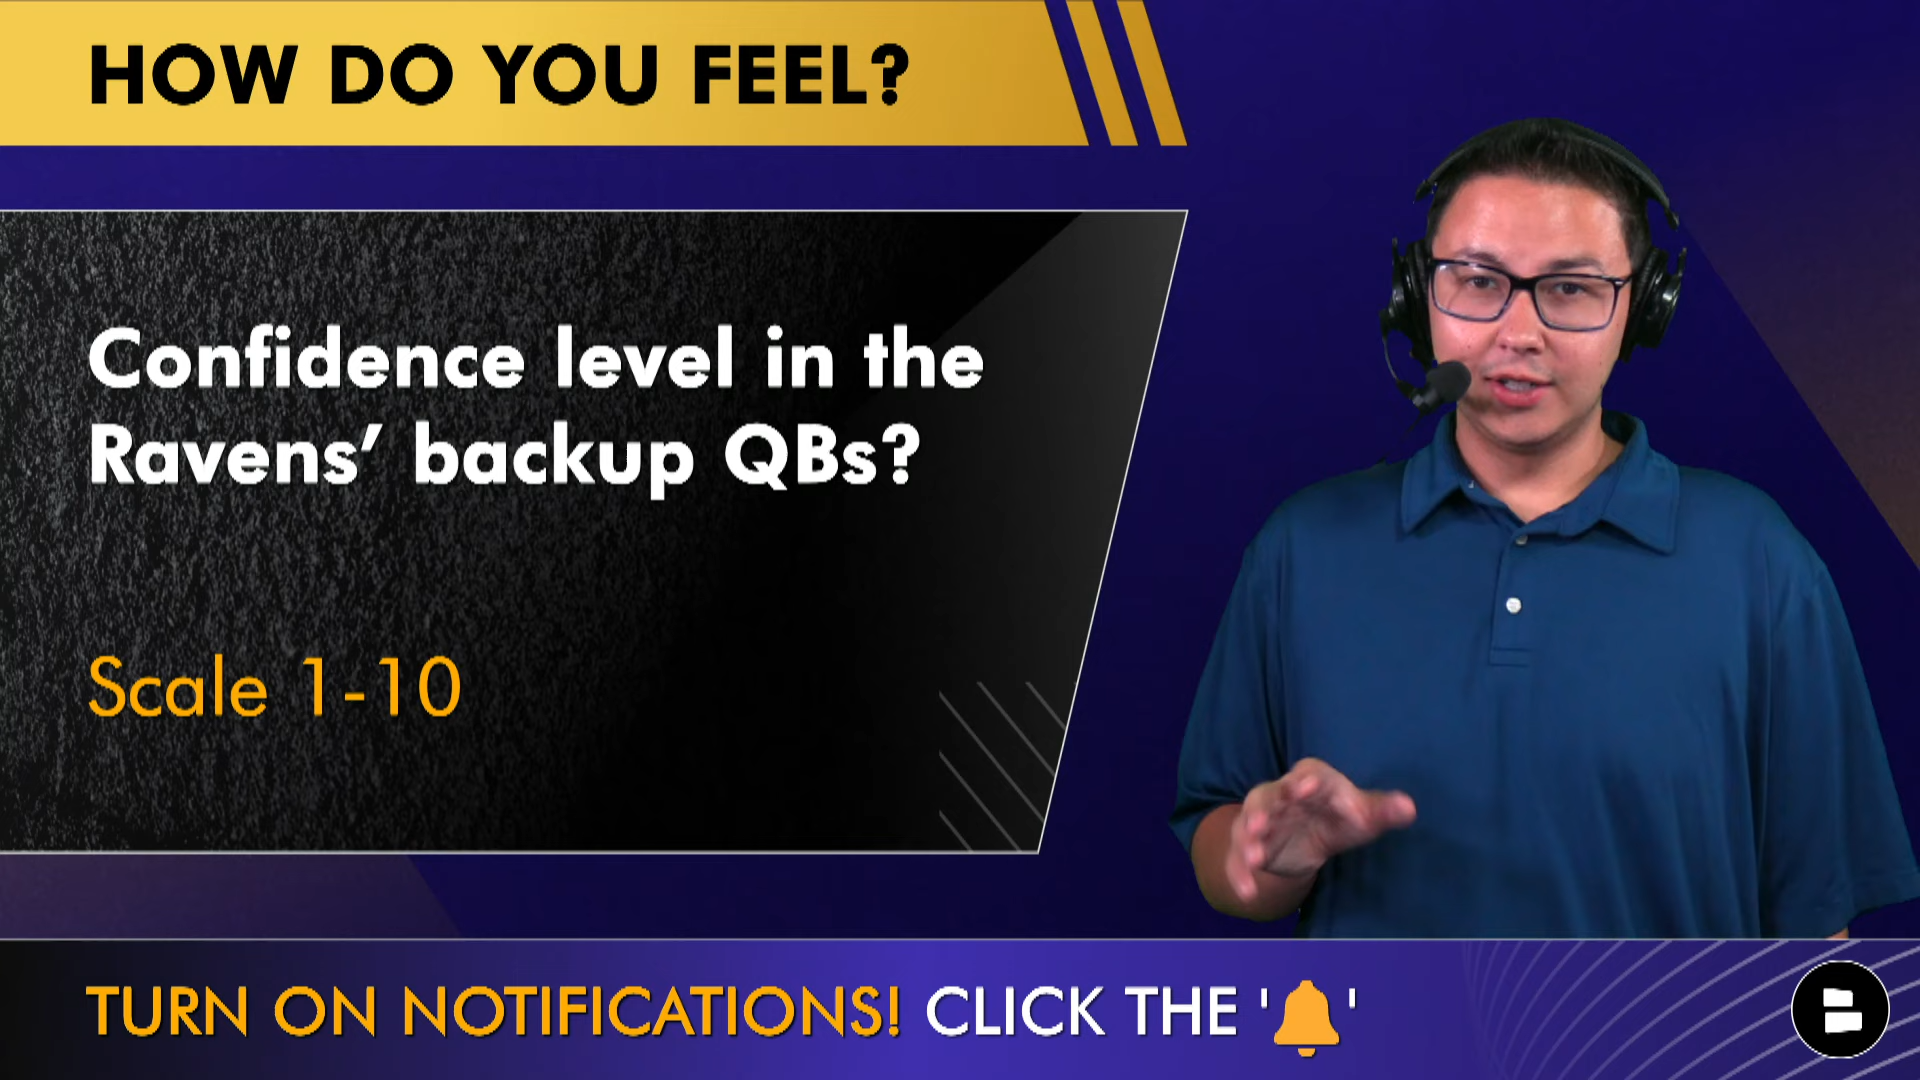 HOW DO YOU FEEL?
Confidence level in the
Ravens’ backup QBs?
Scale 1-10
TURN ON NOTIFICATIONS! CLICK THE '🔔'